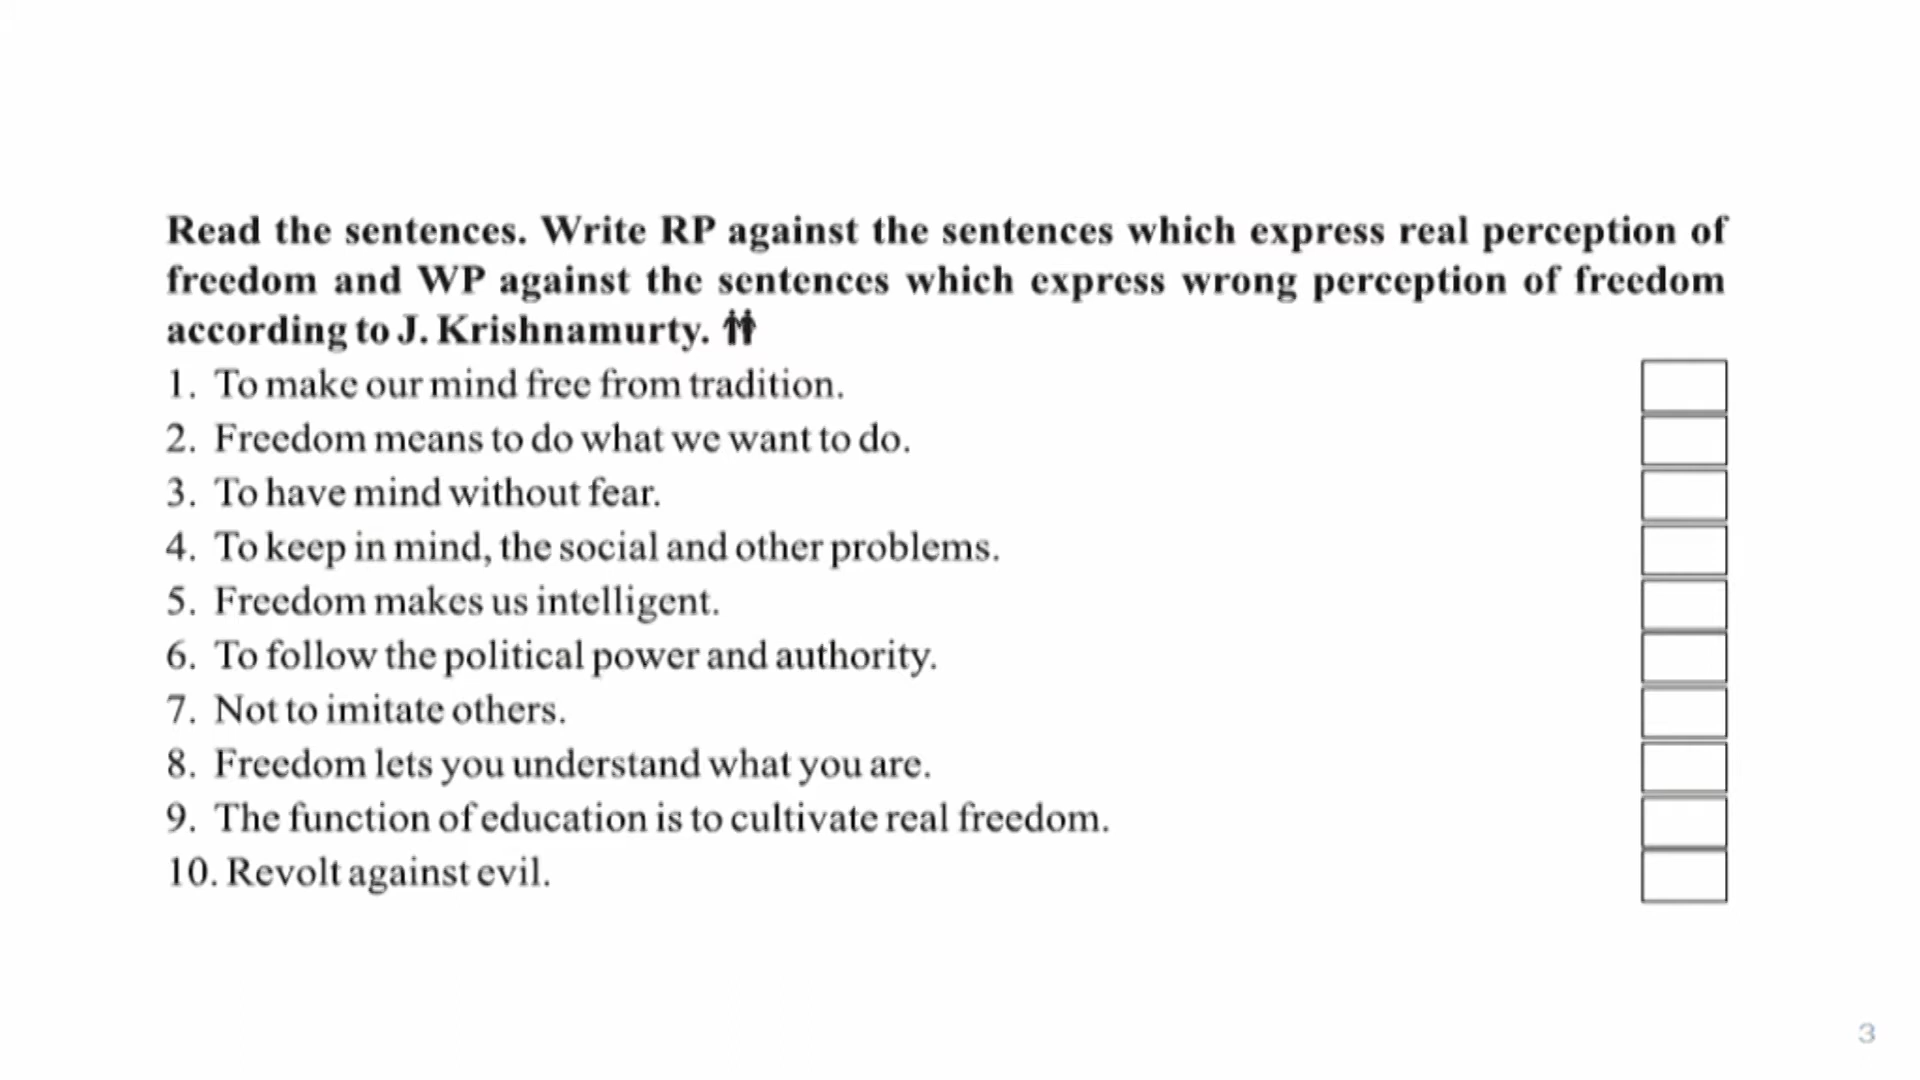 Read the sentences. Write RP against the sentences which express real perception of
freedom and WP against the sentences which express wrong perception of freedom
according to J. Krishnamurty.
1. To make our mind free from tradition.
2. Freedom means to do what we want to do.
3. To have mind without fear.
4. To keep in mind, the social and other problems.
5. Freedom makes us intelligent.
6. To follow the political power and authority.
7. Not to imitate others.
8. Freedom lets you understand what you are.
9. The function of education is to cultivate real freedom.
10. Revolt against evil.
3